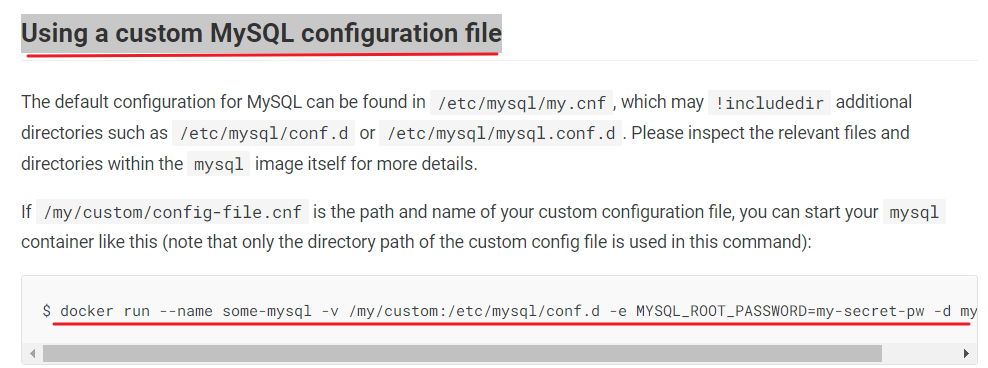 Using a custom MySQL configuration file
The default configuration for MySQL can be found in /etc/mysql/my.cnf, which may !includedir additional
directories such as /etc/mysql/conf.d or /etc/mysql/mysql.conf.d. Please inspect the relevant files and
directories within the mysql image itself for more details.
If /my/custom/config-file.cnf is the path and name of your custom configuration file, you can start your mysql
container like this (note that only the directory path of the custom config file is used in this command):
$ docker run --name some-mysql -v /my/custom:/etc/mysql/conf.d -e MYSQL_ROOT_PASSWORD=my-secret-pw -d my